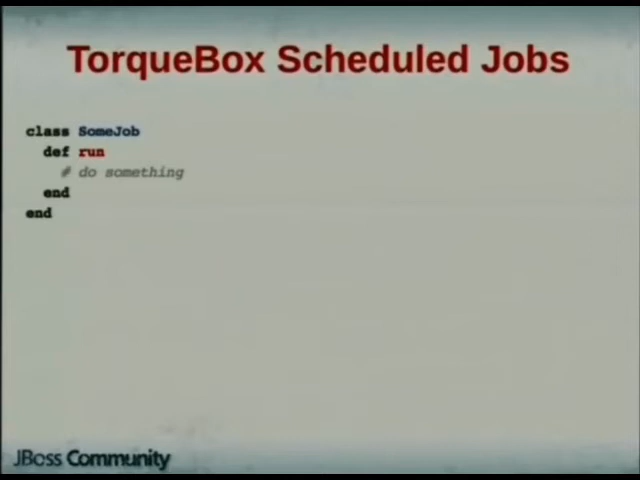 TorqueBox Scheduled Jobs
class SomeJob
def run
# do something
end
end
JBoss Community